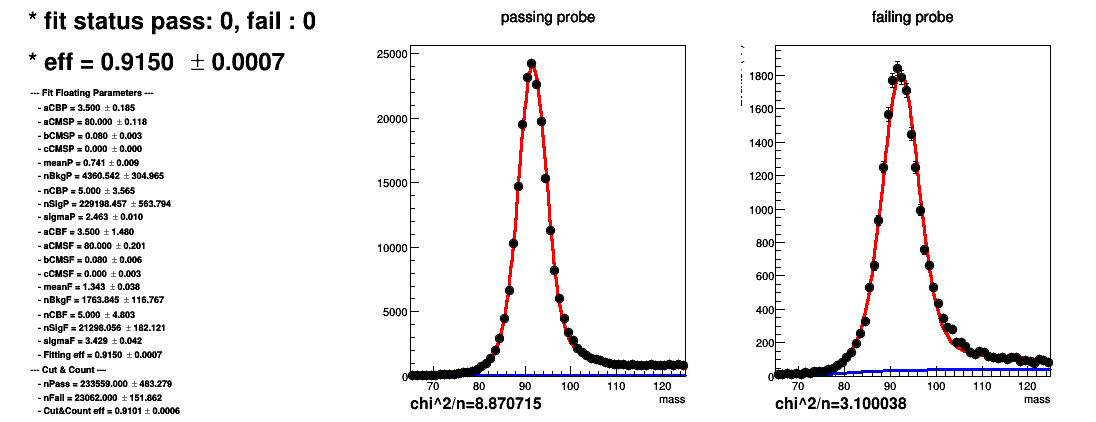 * fit status pass: 0, fail : 0
* eff = 0.9150 ± 0.0007
--- Fit Floating Parameters ---
- aCBP = 3.500 ± 0.185
- aCMSP = 80.000 ± 0.118
- bCMSP = 0.080 ± 0.003
- cCMSP = 0.000 ± 0.000
- meanP = 0.741 ± 0.009
- nBkgP = 4360.542 ± 304.965
- nCBP = 5.000 ± 3.565
- nSigP = 229198.457 ± 563.794
- sigmaP = 2.463 ± 0.010
- aCBF = 3.500 ± 1.480
- aCMSF = 80.000 ± 0.201
- bCMSF = 0.080 ± 0.006
- cCMSF = 0.000 ± 0.003
- meanF = 1.343 ± 0.038
- nBkgF = 1763.845 ± 116.767
- nCBF = 5.000 ± 4.803
- nSigF = 21298.056 ± 182.121
- sigmaF = 3.429 ± 0.042
- Fitting eff = 0.9150 ± 0.0007
--- Cut & Count ---
- nPass = 233559.000 ± 483.279
- nFail = 23062.000 ± 151.862
- Cut&Count eff = 0.9101 ± 0.0006
passing probe
25000
20000
15000
10000
5000
0
70 80 90 100 110 120
mass
chi^2/n=8.870715
failing probe
1800
1600
1400
1200
1000
800
600
400
200
0
70 80 90 100 110 120
mass
chi^2/n=3.100038